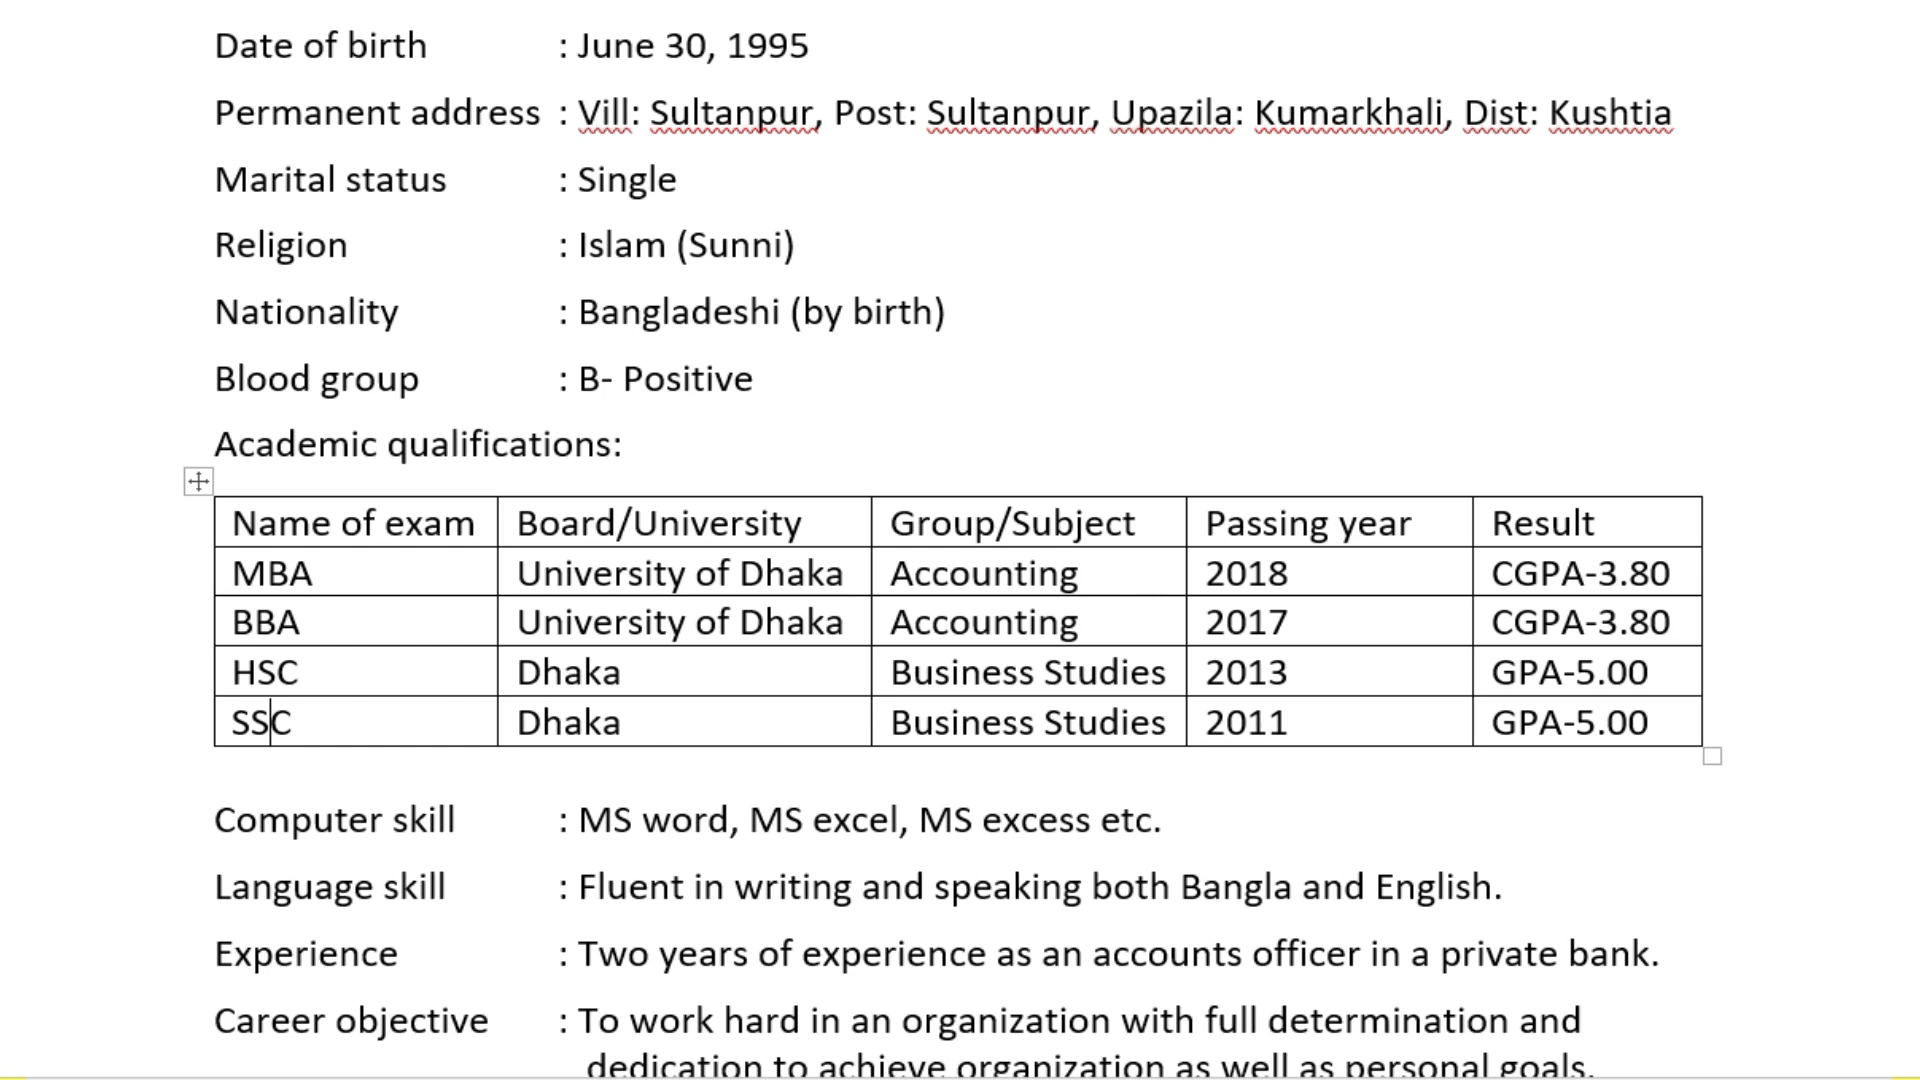 Date of birth : June 30, 1995
Permanent address : Vill: Sultanpur, Post: Sultanpur, Upazila: Kumarkhali, Dist: Kushtia
Marital status : Single
Religion : Islam (Sunni)
Nationality : Bangladeshi (by birth)
Blood group : B- Positive
Academic qualifications:
Name of exam Board/University Group/Subject Passing year Result
MBA University of Dhaka Accounting 2018 CGPA-3.80
BBA University of Dhaka Accounting 2017 CGPA-3.80
HSC Dhaka Business Studies 2013 GPA-5.00
SSC Dhaka Business Studies 2011 GPA-5.00
Computer skill : MS word, MS excel, MS excess etc.
Language skill : Fluent in writing and speaking both Bangla and English.
Experience : Two years of experience as an accounts officer in a private bank.
Career objective : To work hard in an organization with full determination and
dedication to achieve organization as well as personal goals.